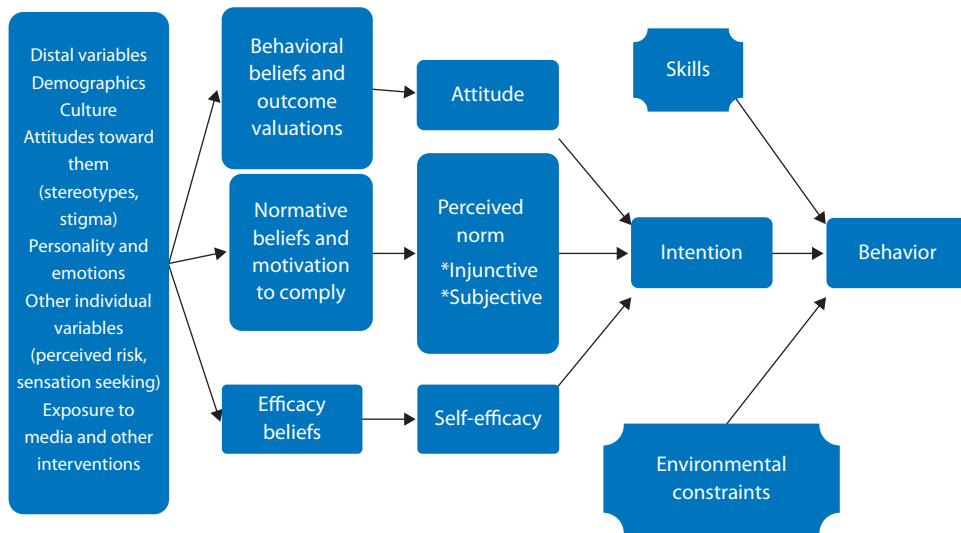 Distal variables
Demographics
Culture
Attitudes toward
them
(stereotypes,
stigma)
Personality and
emotions
Other individual
variables
(perceived risk,
sensation seeking)
Exposure to
media and other
interventions
Behavioral
beliefs and
outcome
valuations
Normative
beliefs and
motivation
to comply
Efficacy
beliefs
Attitude
Perceived
norm
*Injunctive
*Subjective
Self-efficacy
Intention
Skills
Behavior
Environmental
constraints